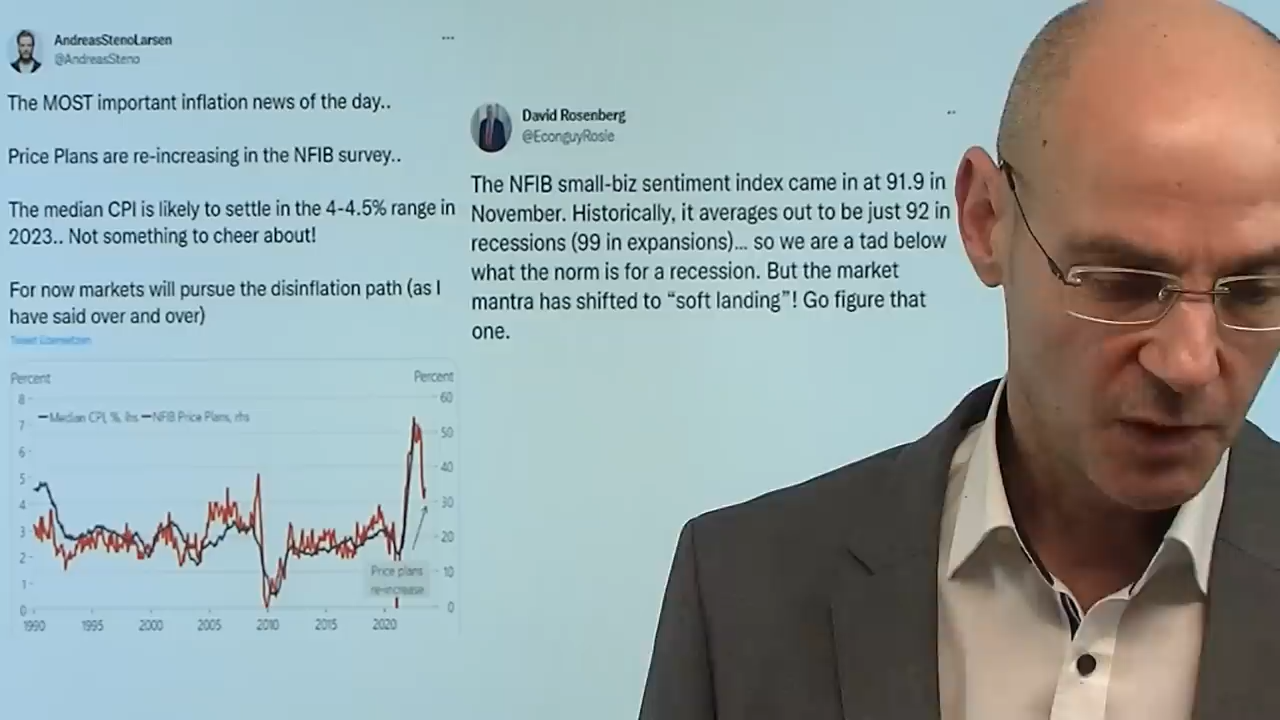 AndreasStenoLarsen
@AndreasSteno
The MOST important inflation news of the day..
Price Plans are re-increasing in the NFIB survey..
The median CPI is likely to settle in the 4-4.5% range in
2023.. Not something to cheer about!
For now markets will pursue the disinflation path (as I
have said over and over)
Tweet übersetzen
Percent
Percent
8
7
6
5
4
3
2
1
0
60
50
40
30
20
10
0
Median CPI, %, lhs
NFIB Price Plans, rhs
Price plans
re-increase
1990 1995 2000 2005 2010 2015 2020
David Rosenberg
@EconguyRosie
The NFIB small-biz sentiment index came in at 91.9 in
November. Historically, it averages out to be just 92 in
recessions (99 in expansions)... so we are a tad below
what the norm is for a recession. But the market
mantra has shifted to “soft landing”! Go figure that
one.